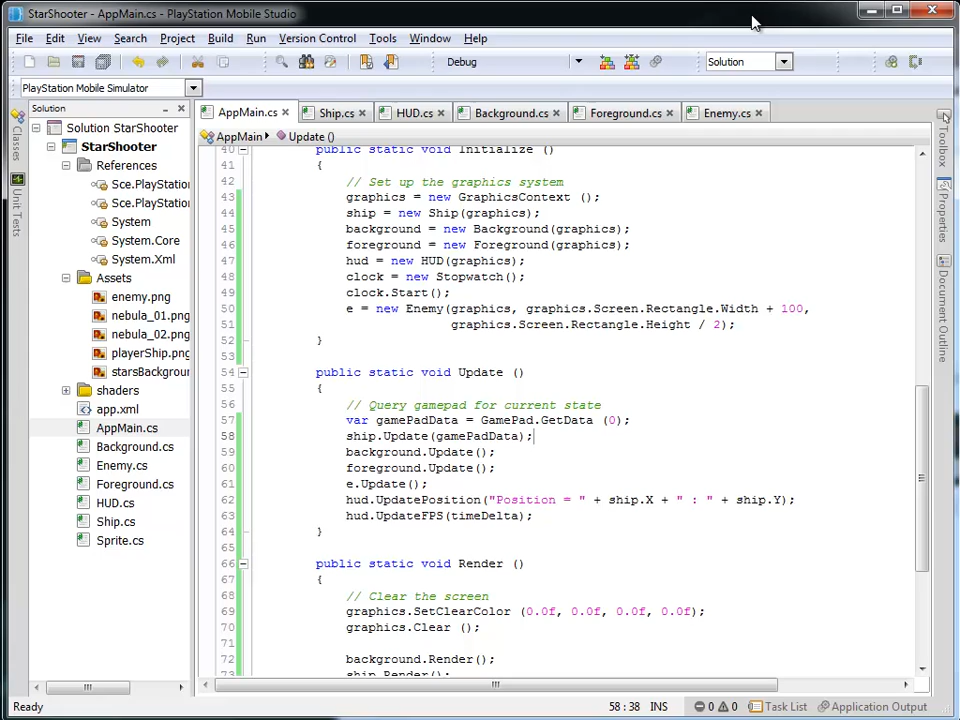 StarShooter - AppMain.cs - PlayStation Mobile Studio
File Edit View Search Project Build Run Version Control Tools Window Help
Debug Solution
PlayStation Mobile Simulator
Solution
AppMain.cs Ship.cs HUD.cs Background.cs Foreground.cs Enemy.cs
AppMain Update ()
Classes
Unit Tests
Toolbox
Properties
Document Outline
Solution StarShooter
StarShooter
References
Sce.PlayStatio
Sce.PlayStatio
System
System.Core
System.Xml
Assets
enemy.png
nebula_01.png
nebula_02.png
playerShip.png
starsBackgrou
shaders
app.xml
AppMain.cs
Background.cs
Enemy.cs
Foreground.cs
HUD.cs
Ship.cs
Sprite.cs
40 public static void Initialize ()
41 {
42 // Set up the graphics system
43 graphics = new GraphicsContext ();
44 ship = new Ship(graphics);
45 background = new Background(graphics);
46 foreground = new Foreground(graphics);
47 hud = new HUD(graphics);
48 clock = new Stopwatch();
49 clock.Start();
50 e = new Enemy(graphics, graphics.Screen.Rectangle.Width + 100,
51 graphics.Screen.Rectangle.Height / 2);
52 }
53
54 public static void Update ()
55 {
56 // Query gamepad for current state
57 var gamePadData = GamePad.GetData (0);
58 ship.Update(gamePadData);
59 background.Update();
60 foreground.Update();
61 e.Update();
62 hud.UpdatePosition("Position = " + ship.X + " : " + ship.Y);
63 hud.UpdateFPS(timeDelta);
64 }
65
66 public static void Render ()
67 {
68 // Clear the screen
69 graphics.SetClearColor (0.0f, 0.0f, 0.0f, 0.0f);
70 graphics.Clear ();
71
72 background.Render();
73 ship.Render();
Ready 58 : 38 INS 0 0 Task List Application Output